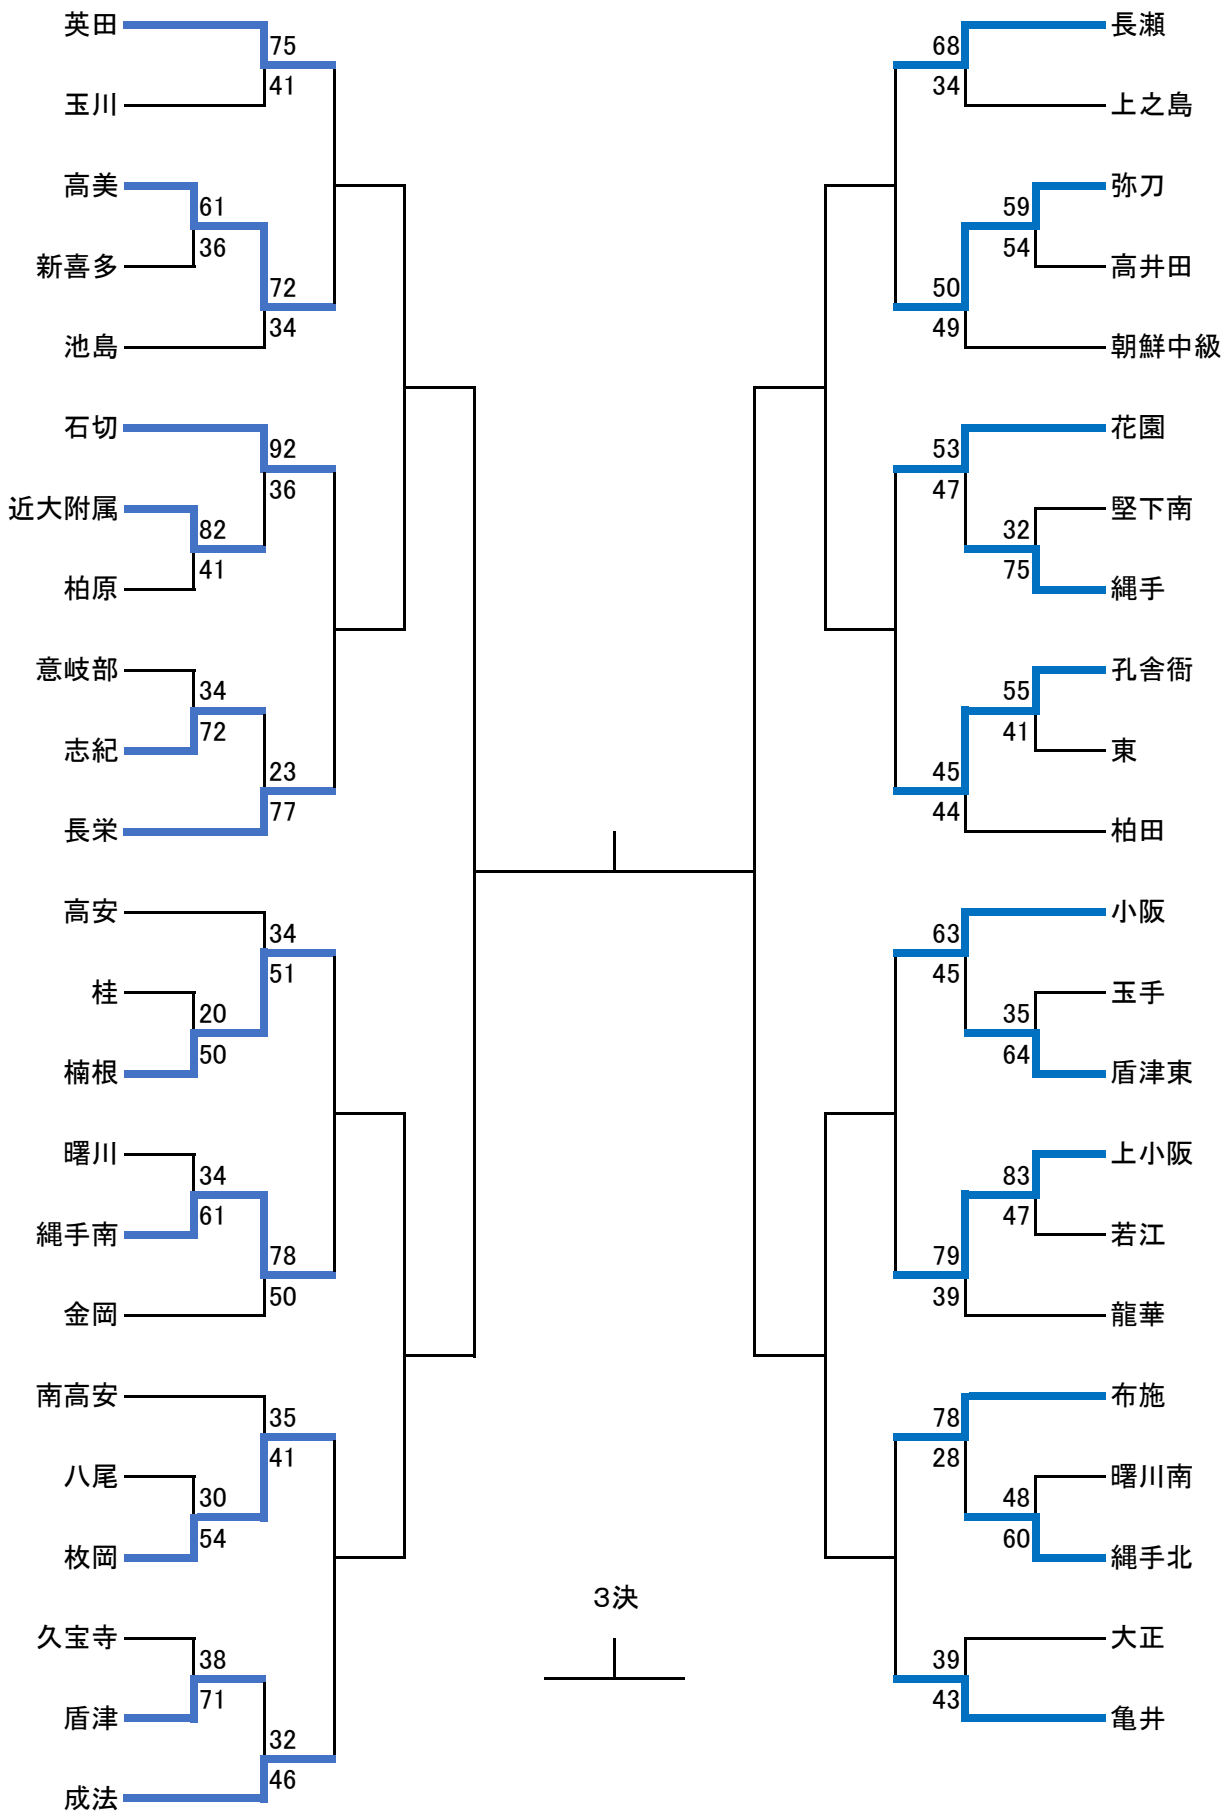 英田
75
41
玉川
高美
61
36
新喜多
72
34
池島
石切
92
36
近大附属
82
41
柏原
意岐部
34
72
志紀
23
77
長栄
高安
34
51
桂
20
50
楠根
曙川
34
61
縄手南
78
50
金岡
南高安
35
41
八尾
30
54
枚岡
久宝寺
38
71
盾津
32
46
成法
3決
長瀬
68
34
上之島
弥刀
59
54
高井田
50
49
朝鮮中級
花園
53
47
堅下南
32
75
縄手
孔舎衙
55
41
東
45
44
柏田
小阪
63
45
玉手
35
64
盾津東
上小阪
83
47
若江
79
39
龍華
布施
78
28
曙川南
48
60
縄手北
大正
39
43
亀井